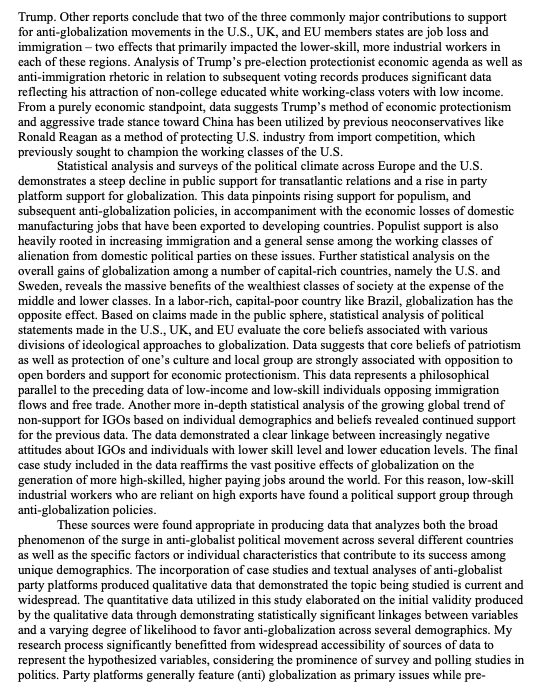 Trump. Other reports conclude that two of the three commonly major contributions to support
for anti-globalization movements in the U.S., UK, and EU members states are job loss and
immigration – two effects that primarily impacted the lower-skill, more industrial workers in
each of these regions. Analysis of Trump's pre-election protectionist economic agenda as well as
anti-immigration rhetoric in relation to subsequent voting records produces significant data
reflecting his attraction of non-college educated white working-class voters with low income.
From a purely economic standpoint, data suggests Trump's method of economic protectionism
and aggressive trade stance toward China has been utilized by previous neoconservatives like
Ronald Reagan as a method of protecting U.S. industry from import competition, which
previously sought to champion the working classes of the U.S.
Statistical analysis and surveys of the political climate across Europe and the U.S.
demonstrates a steep decline in public support for transatlantic relations and a rise in party
platform support for globalization. This data pinpoints rising support for populism, and
subsequent anti-globalization policies, in accompaniment with the economic losses of domestic
manufacturing jobs that have been exported to developing countries. Populist support is also
heavily rooted in increasing immigration and a general sense among the working classes of
alienation from domestic political parties on these issues. Further statistical analysis on the
overall gains of globalization among a number of capital-rich countries, namely the U.S. and
Sweden, reveals the massive benefits of the wealthiest classes of society at the expense of the
middle and lower classes. In a labor-rich, capital-poor country like Brazil, globalization has the
opposite effect. Based on claims made in the public sphere, statistical analysis of political
statements made in the U.S., UK, and EU evaluate the core beliefs associated with various
divisions of ideological approaches to globalization. Data suggests that core beliefs of patriotism
as well as protection of one's culture and local group are strongly associated with opposition to
open borders and support for economic protectionism. This data represents a philosophical
parallel to the preceding data of low-income and low-skill individuals opposing immigration
flows and free trade. Another more in-depth statistical analysis of the growing global trend of
non-support for IGOs based on individual demographics and beliefs revealed continued support
for the previous data. The data demonstrated a clear linkage between increasingly negative
attitudes about IGOs and individuals with lower skill level and lower education levels. The final
case study included in the data reaffirms the vast positive effects of globalization on the
generation of more high-skilled, higher paying jobs around the world. For this reason, low-skill
industrial workers who are reliant on high exports have found a political support group through
anti-globalization policies.
These sources were found appropriate in producing data that analyzes both the broad
phenomenon of the surge in anti-globalist political movement across several different countries
as well as the specific factors or individual characteristics that contribute to its success among
unique demographics. The incorporation of case studies and textual analyses of anti-globalist
party platforms produced qualitative data that demonstrated the topic being studied is current and
widespread. The quantitative data utilized in this study elaborated on the initial validity produced
by the qualitative data through demonstrating statistically significant linkages between variables
and a varying degree of likelihood to favor anti-globalization across several demographics. My
research process significantly benefitted from widespread accessibility of sources of data to
represent the hypothesized variables, considering the prominence of survey and polling studies in
politics. Party platforms generally feature (anti) globalization as primary issues while pre-